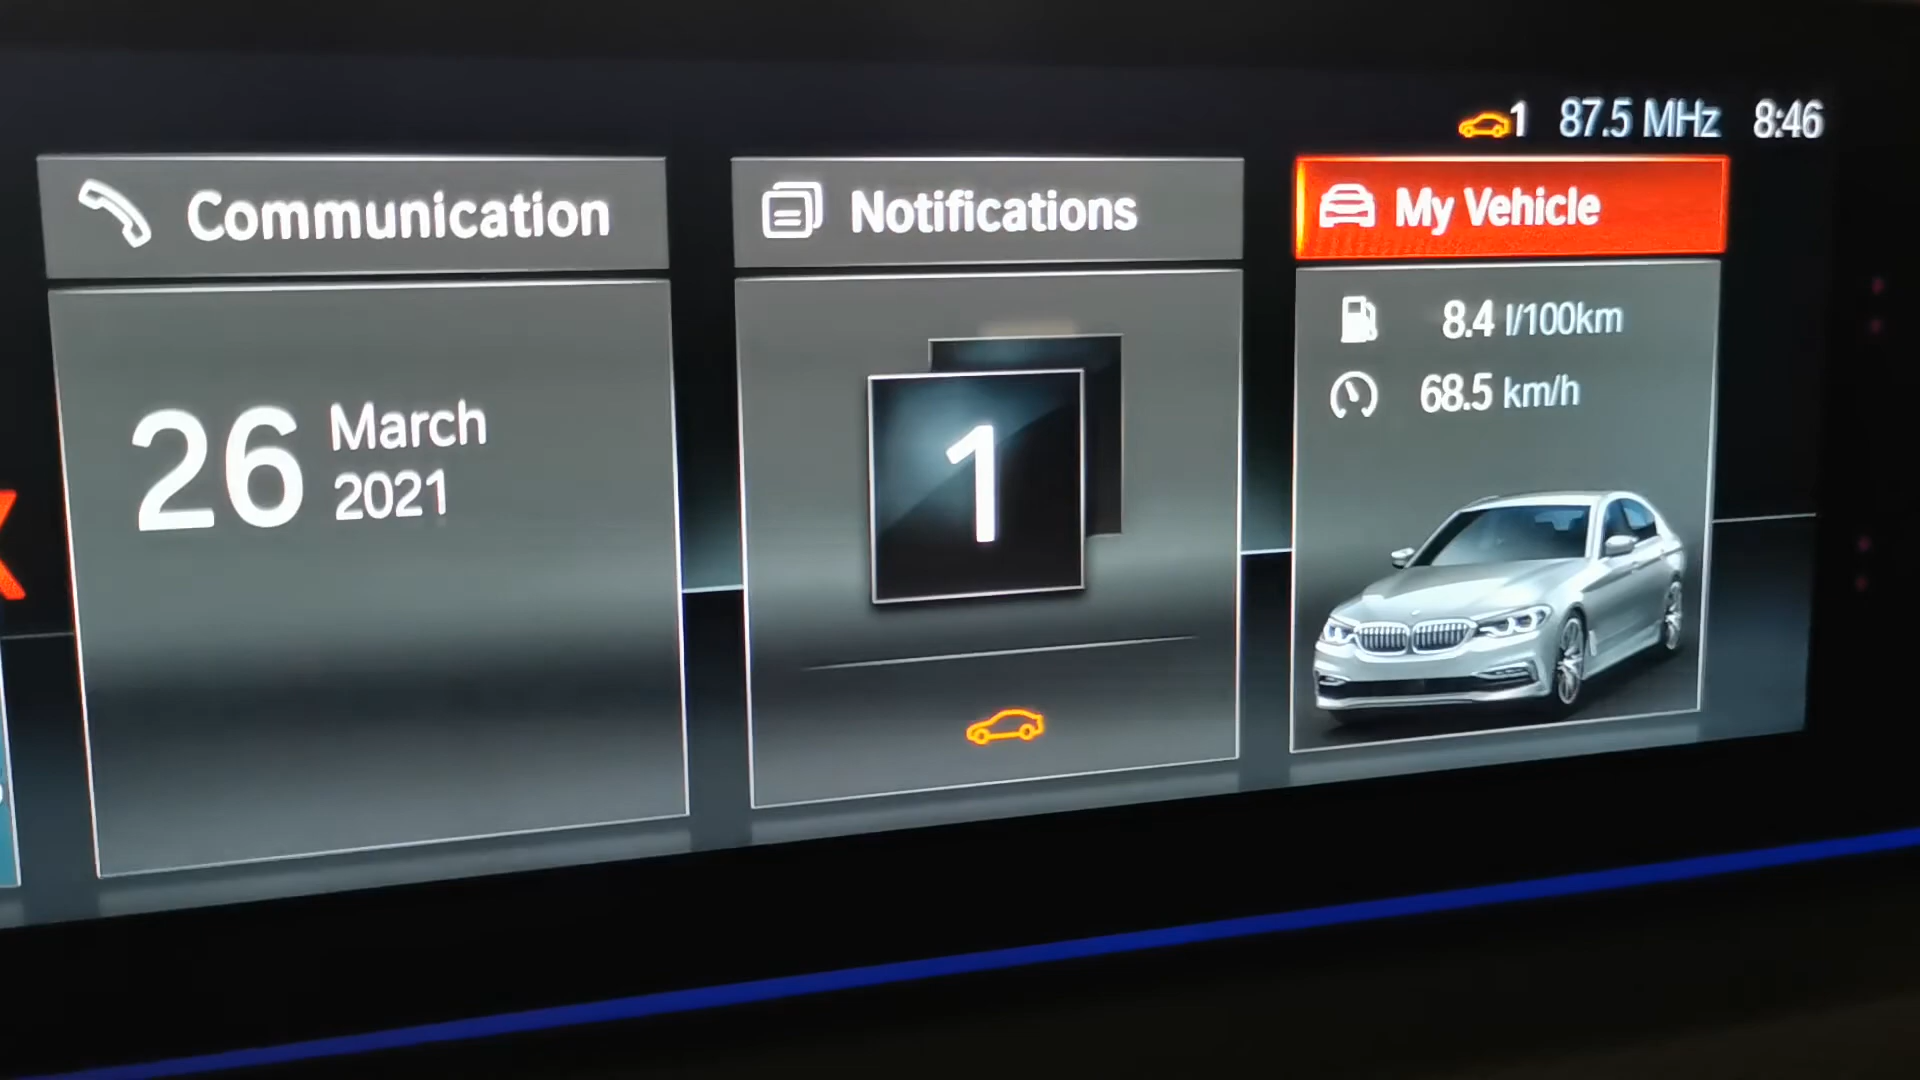 1 87.5 MHz 8:46
Communication
26 March
2021
Notifications
1
My Vehicle
8.4 l/100km
68.5 km/h